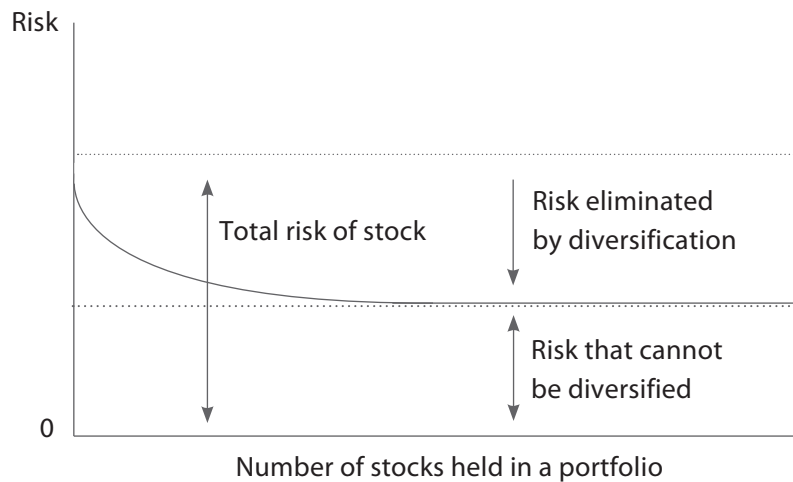 Risk
Total risk of stock
Risk eliminated
by diversification
Risk that cannot
be diversified
0
Number of stocks held in a portfolio